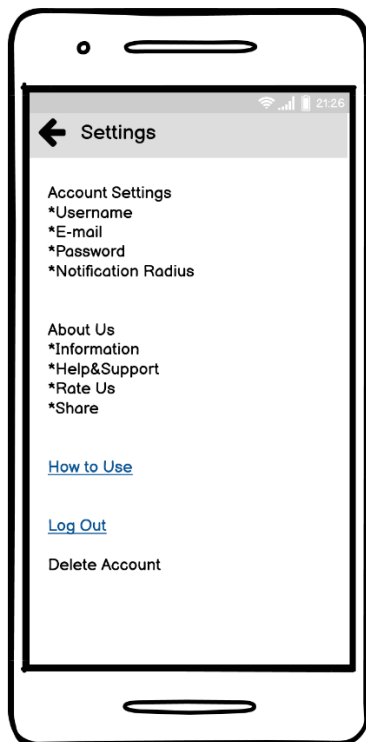 21:26
Settings
Account Settings
*Username
*E-mail
*Password
*Notification Radius
About Us
*Information
*Help&Support
*Rate Us
*Share
How to Use
Log Out
Delete Account